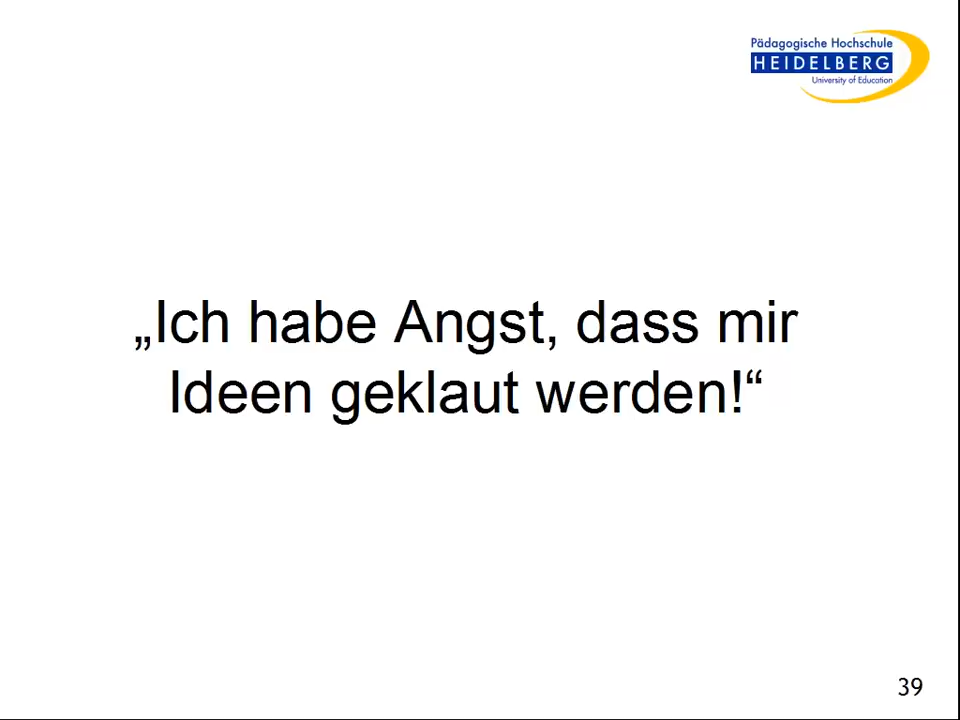 Pädagogische Hochschule
HEIDELBERG
University of Education
„Ich habe Angst, dass mir
Ideen geklaut werden!“
39